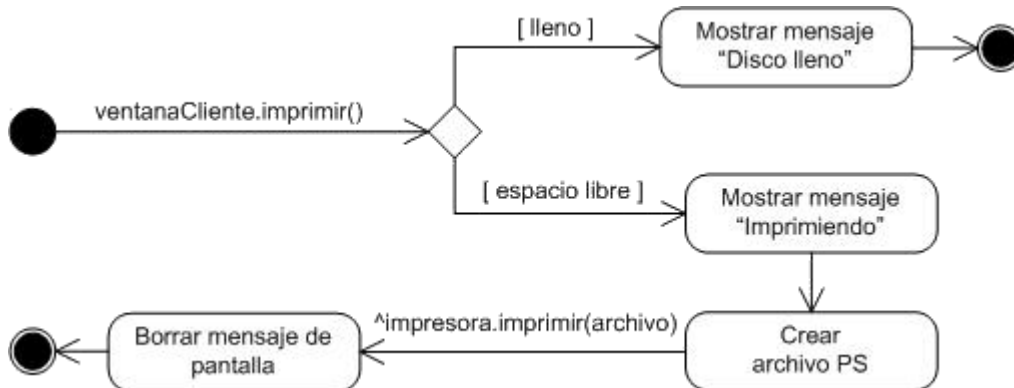 [ lleno ]
Mostrar mensaje
“Disco lleno”
ventanaCliente.imprimir()
[ espacio libre ]
Mostrar mensaje
“Imprimiendo”
^impresora.imprimir(archivo)
Borrar mensaje de
pantalla
Crear
archivo PS